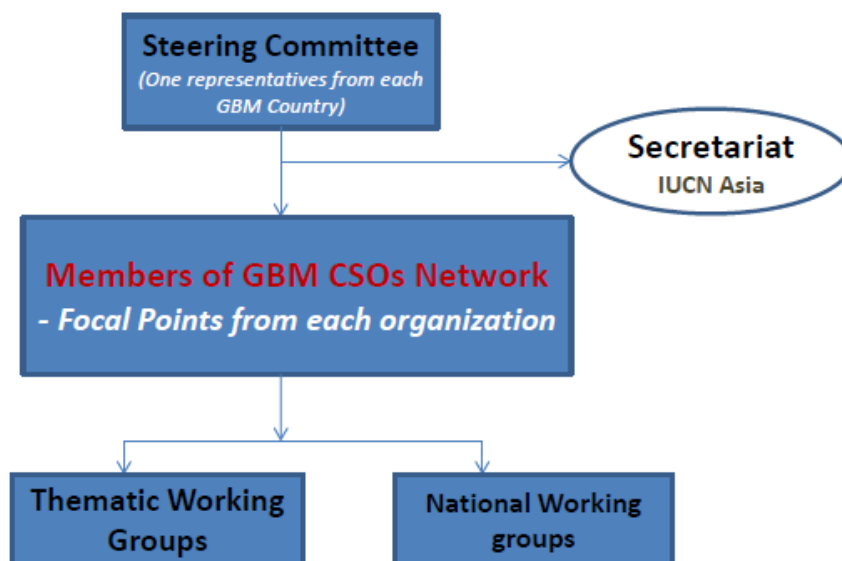 Steering Committee
(One representatives from each
GBM Country)
Secretariat
IUCN Asia
Members of GBM CSOs Network
- Focal Points from each organization
Thematic Working
Groups
National Working
groups